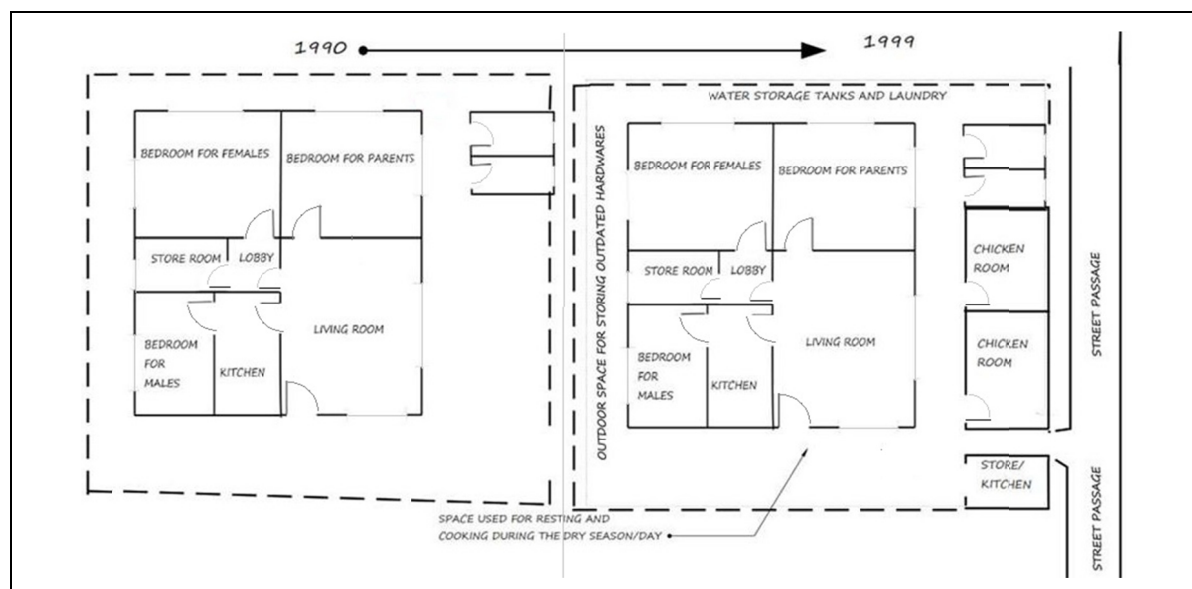 1990
1999
BEDROOM FOR FEMALES
BEDROOM FOR PARENTS
STORE ROOM
LOBBY
LIVING ROOM
BEDROOM
FOR
MALES
KITCHEN
WATER STORAGE TANKS AND LAUNDRY
OUTDOOR SPACE FOR STORING OUTDATED HARDWARES
BEDROOM FOR FEMALES
BEDROOM FOR PARENTS
STORE ROOM
LOBBY
LIVING ROOM
BEDROOM
FOR
MALES
KITCHEN
CHICKEN
ROOM
CHICKEN
ROOM
STORE/
KITCHEN
STREET PASSAGE
STREET PASSAGE
SPACE USED FOR RESTING AND
COOKING DURING THE DRY SEASON/DAY